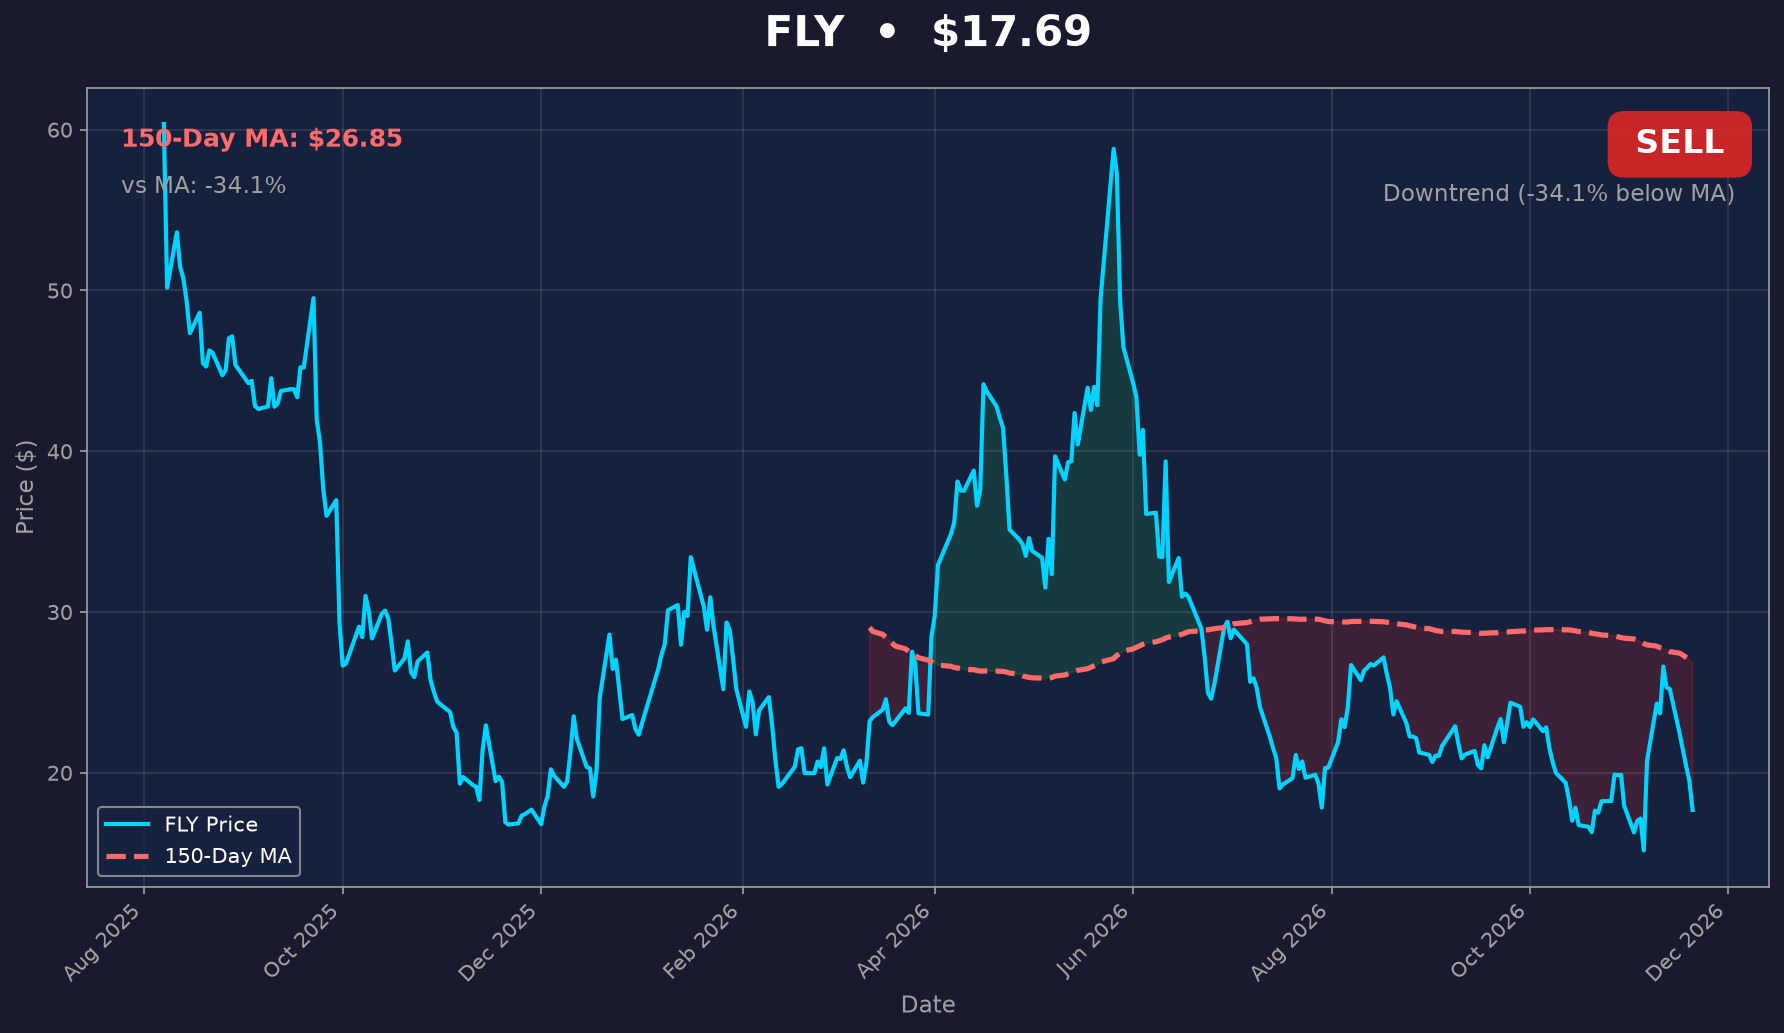 FLY • $17.69
150-Day MA: $26.85
vs MA: -34.1%
SELL
Downtrend (-34.1% below MA)
Price ($)
60
50
40
30
20
FLY Price
150-Day MA
Aug 2025
Oct 2025
Dec 2025
Feb 2026
Apr 2026
Jun 2026
Aug 2026
Oct 2026
Dec 2026
Date